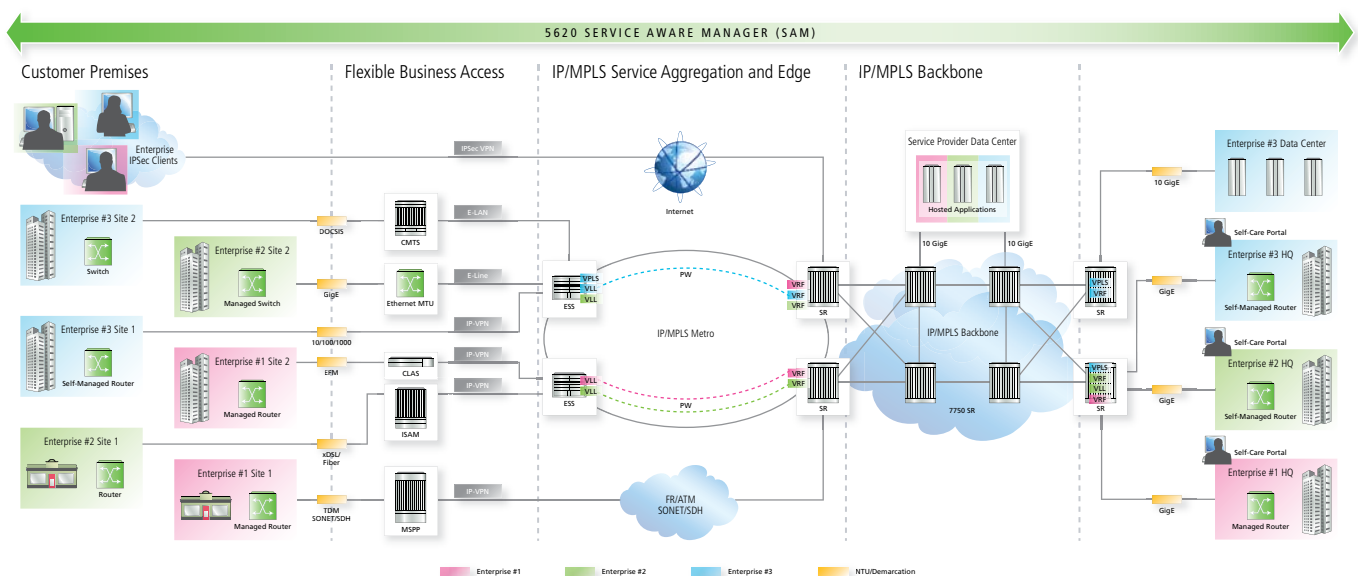 5620 SERVICE AWARE MANAGER (SAM)
Customer Premises
Flexible Business Access
IP/MPLS Service Aggregation and Edge
IP/MPLS Backbone
Enterprise
IPSec Clients
IPSec VPN
Internet
Service Provider Data Center
Hosted Applications
10 GigE
10 GigE
Enterprise #3 Data Center
10 GigE
Enterprise #3 Site 2
Switch
DOCSIS
CMTS
E-LAN
Enterprise #2 Site 2
Managed Switch
GigE
Ethernet MTU
E-Line
VPLS
VLL
VLL
ESS
PW
VRF
VRF
VRF
SR
VPLS
VRF
SR
Self-Care Portal
Enterprise #3 HQ
Self-Managed Router
GigE
Enterprise #3 Site 1
Self-Managed Router
10/100/1000
IP-VPN
IP/MPLS Metro
IP/MPLS Backbone
Enterprise #1 Site 2
Managed Router
EFM
CLAS
IP-VPN
IP-VPN
ISAM
VLL
VLL
ESS
PW
VRF
VRF
SR
7750 SR
VPLS
VRF
VLL
VRF
SR
Self-Care Portal
Enterprise #2 HQ
Self-Managed Router
GigE
Enterprise #2 Site 1
Router
xDSL/
Fiber
Enterprise #1 Site 1
Managed Router
TDM
SONET/SDH
MSPP
IP-VPN
FR/ATM
SONET/SDH
Self-Care Portal
Enterprise #1 HQ
Managed Router
GigE
Enterprise #1
Enterprise #2
Enterprise #3
NTU/Demarcation